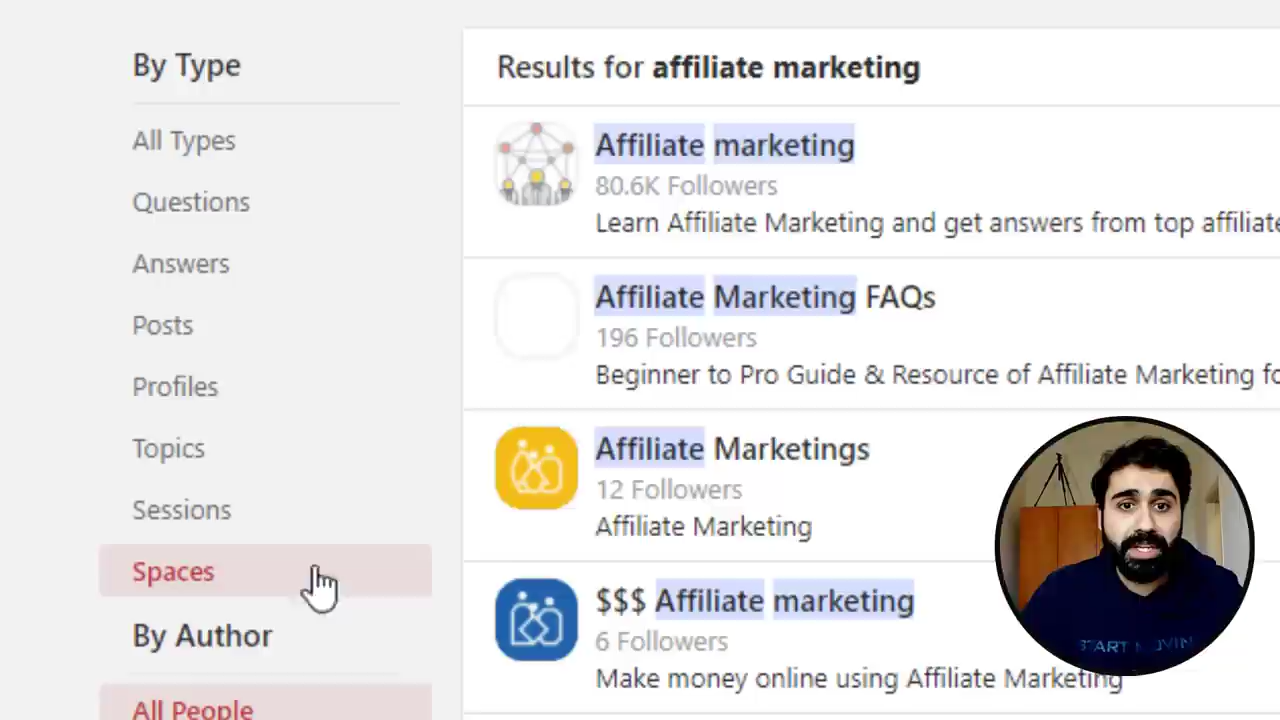 By Type
All Types
Questions
Answers
Posts
Profiles
Topics
Sessions
Spaces
By Author
All People
Results for affiliate marketing
Affiliate marketing
80.6K Followers
Learn Affiliate Marketing and get answers from top affiliate
Affiliate Marketing FAQs
196 Followers
Beginner to Pro Guide & Resource of Affiliate Marketing fo
Affiliate Marketings
12 Followers
Affiliate Marketing
$$$ Affiliate marketing
6 Followers
Make money online using Affiliate Marketing
START MOVIN